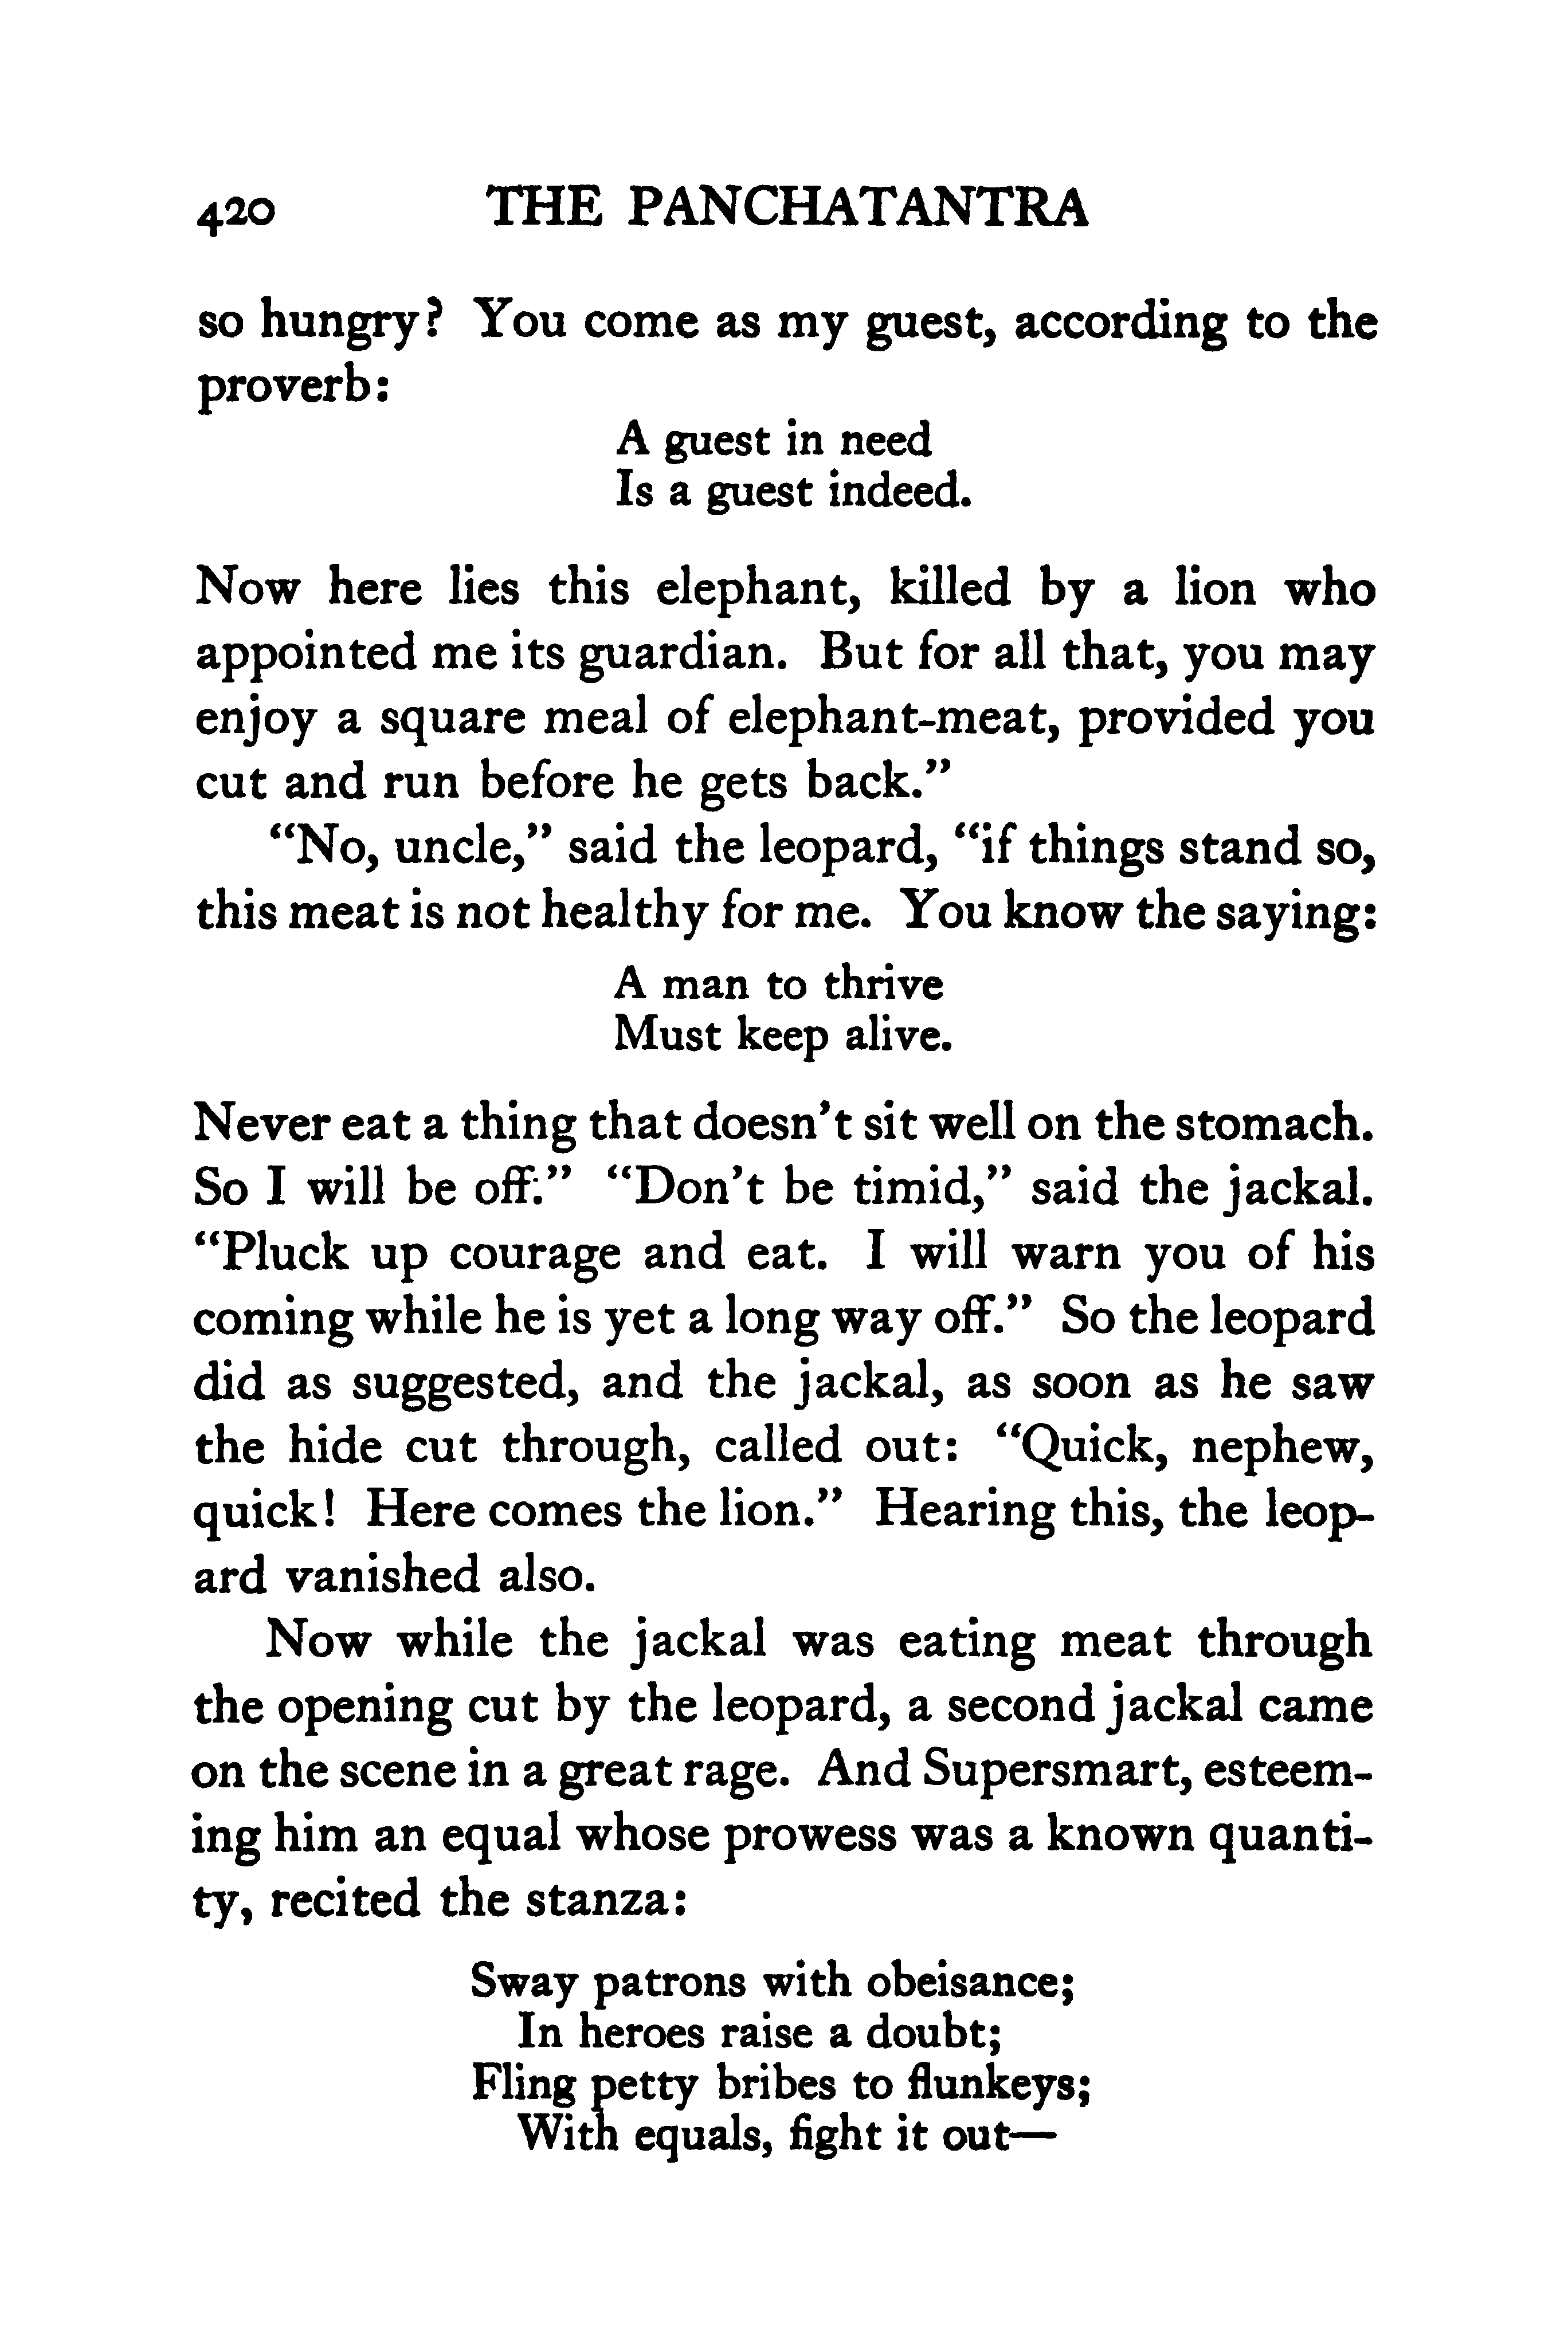 420 THE PANCHATANTRA
so hungry? You come as my guest, according to the
proverb:
A guest in need
Is a guest indeed.
Now here lies this elephant, killed by a lion who
appointed me its guardian. But for all that, you may
enjoy a square meal of elephant-meat, provided you
cut and run before he gets back.”
“No, uncle,” said the leopard, “if things stand so,
this meat is not healthy for me. You know the saying:
A man to thrive
Must keep alive.
Never eat a thing that doesn’t sit well on the stomach.
So I will be off.” “Don’t be timid,” said the jackal.
“Pluck up courage and eat. I will warn you of his
coming while he is yet a long way off.” So the leopard
did as suggested, and the jackal, as soon as he saw
the hide cut through, called out: “Quick, nephew,
quick! Here comes the lion.” Hearing this, the leop-
ard vanished also.
Now while the jackal was eating meat through
the opening cut by the leopard, a second jackal came
on the scene in a great rage. And Supersmart, esteem-
ing him an equal whose prowess was a known quanti-
ty, recited the stanza:
Sway patrons with obeisance;
In heroes raise a doubt;
Fling petty bribes to flunkeys;
With equals, fight it out—